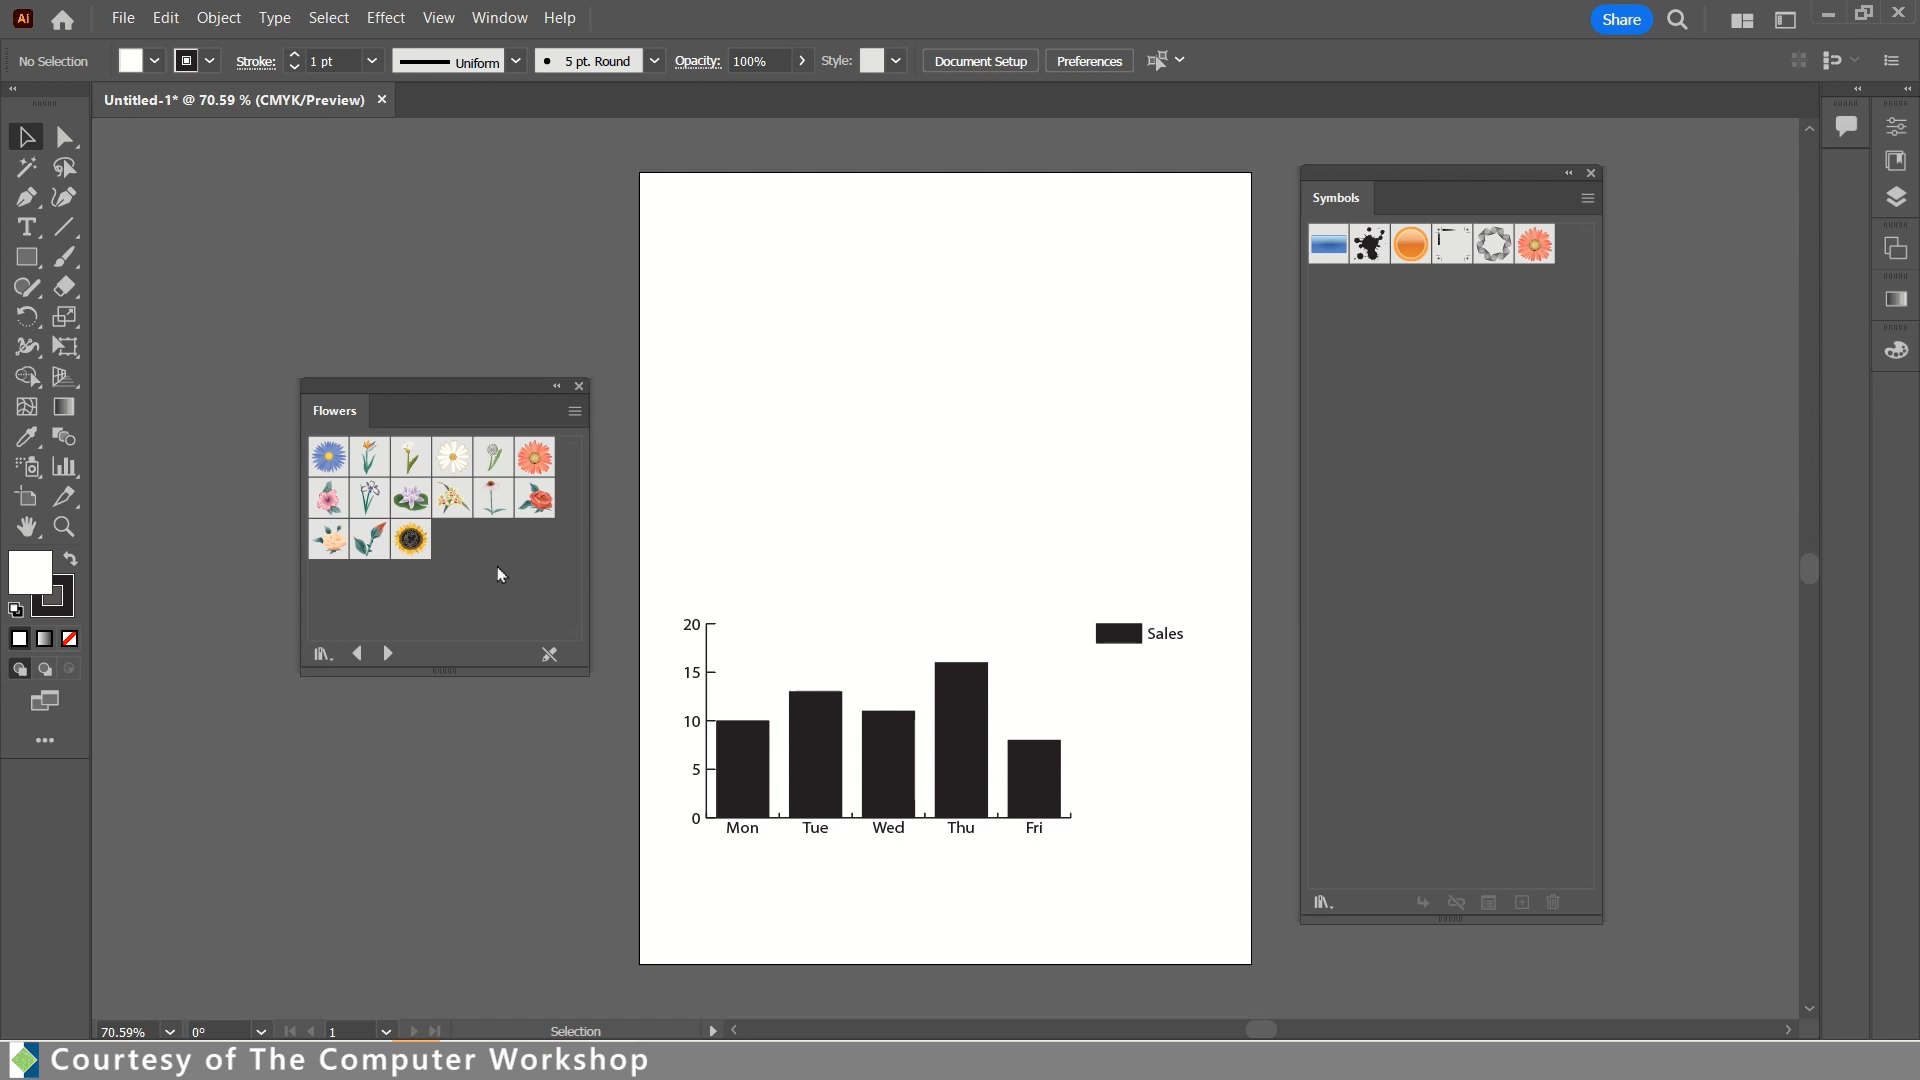 Ai File Edit Object Type Select Effect View Window Help Share
No Selection Stroke: 1 pt Uniform 5 pt. Round Opacity: 100% Style: Document Setup Preferences
Untitled-1* @ 70.59 % (CMYK/Preview)
Symbols
Flowers
20
Sales
15
10
5
0
Mon Tue Wed Thu Fri
70.59% 0° 1 Selection
Courtesy of The Computer Workshop